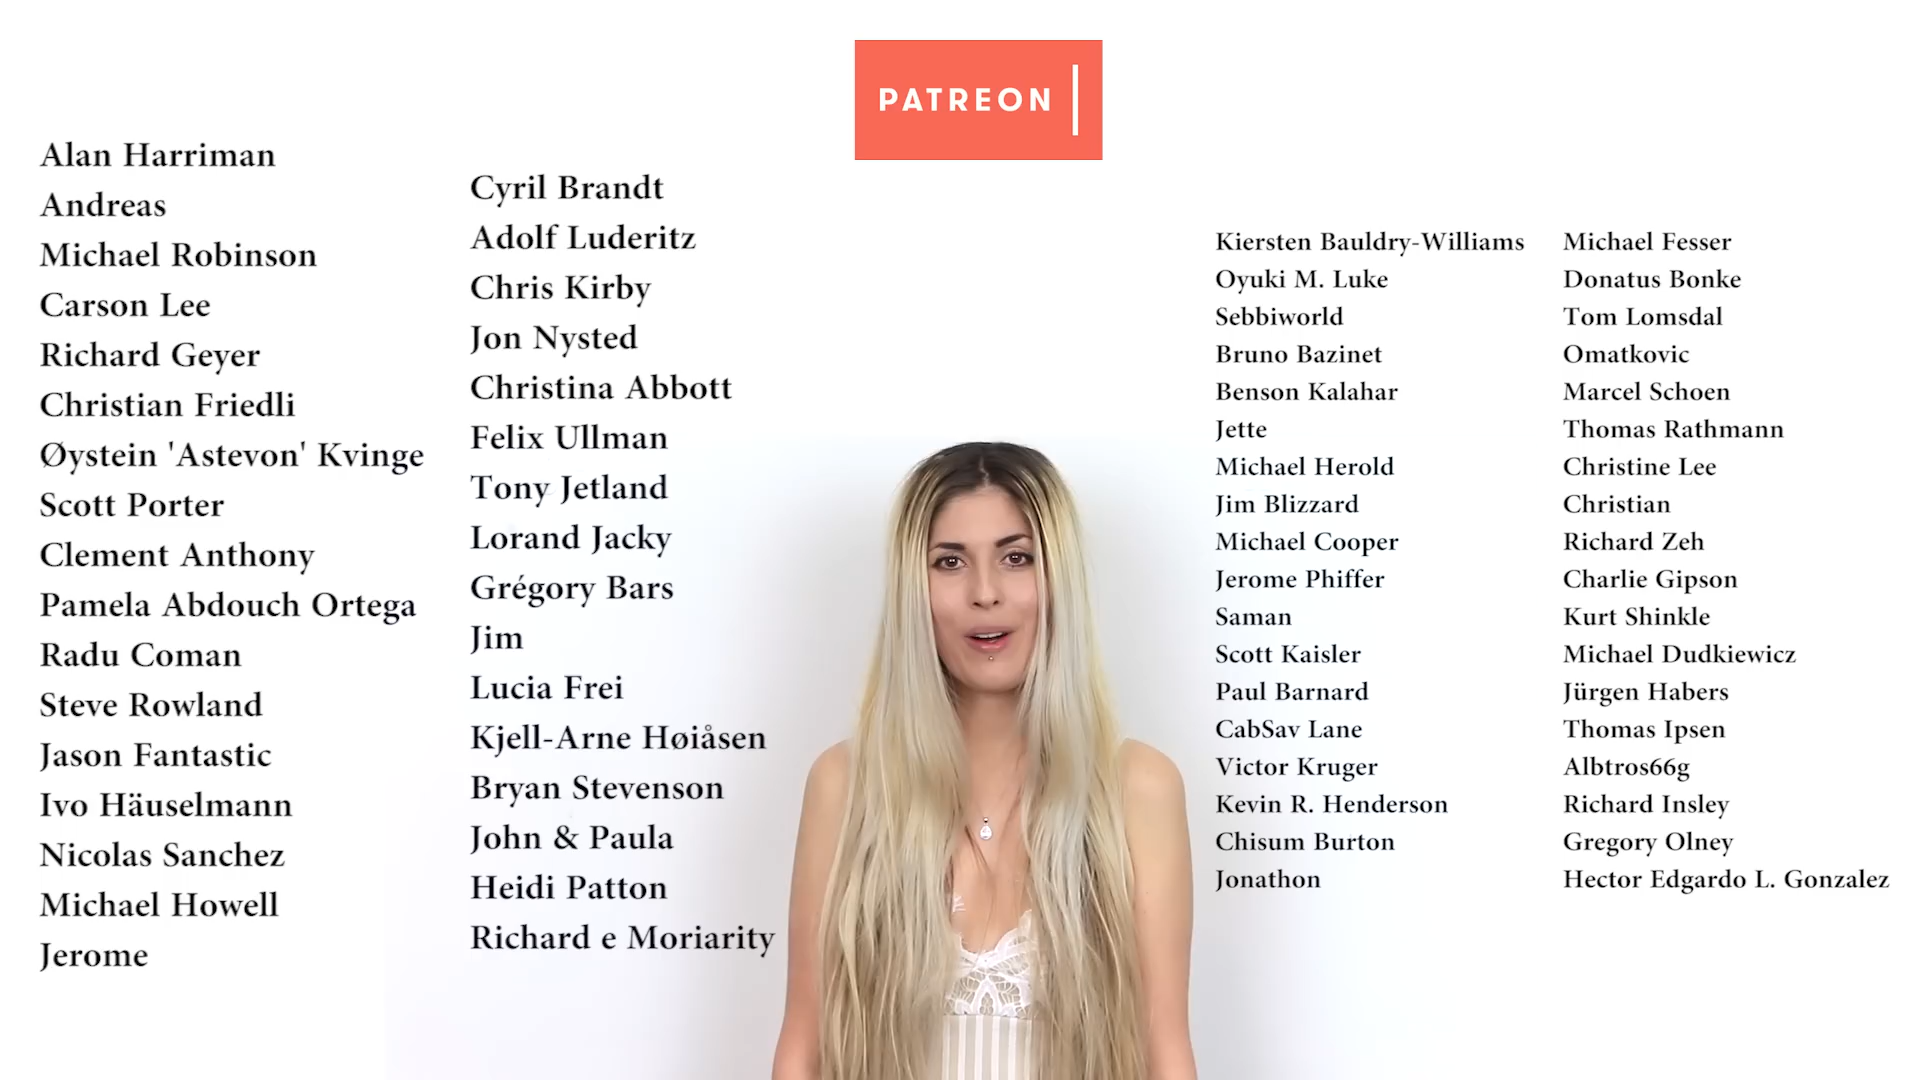 PATREON
Alan Harriman
Andreas
Michael Robinson
Carson Lee
Richard Geyer
Christian Friedli
Øystein 'Astevon' Kvinge
Scott Porter
Clement Anthony
Pamela Abdouch Ortega
Radu Coman
Steve Rowland
Jason Fantastic
Ivo Häuselmann
Nicolas Sanchez
Michael Howell
Jerome
Cyril Brandt
Adolf Luderitz
Chris Kirby
Jon Nysted
Christina Abbott
Felix Ullman
Tony Jetland
Lorand Jacky
Grégory Bars
Jim
Lucia Frei
Kjell-Arne Høiåsen
Bryan Stevenson
John & Paula
Heidi Patton
Richard e Moriarity
Kiersten Bauldry-Williams
Oyuki M. Luke
Sebbiworld
Bruno Bazinet
Benson Kalahar
Jette
Michael Herold
Jim Blizzard
Michael Cooper
Jerome Phiffer
Saman
Scott Kaisler
Paul Barnard
CabSav Lane
Victor Kruger
Kevin R. Henderson
Chisum Burton
Jonathon
Michael Fesser
Donatus Bonke
Tom Lomsdal
Omatkovic
Marcel Schoen
Thomas Rathmann
Christine Lee
Christian
Richard Zeh
Charlie Gipson
Kurt Shinkle
Michael Dudkiewicz
Jürgen Habers
Thomas Ipsen
Albtros66g
Richard Insley
Gregory Olney
Hector Edgardo L. Gonzalez